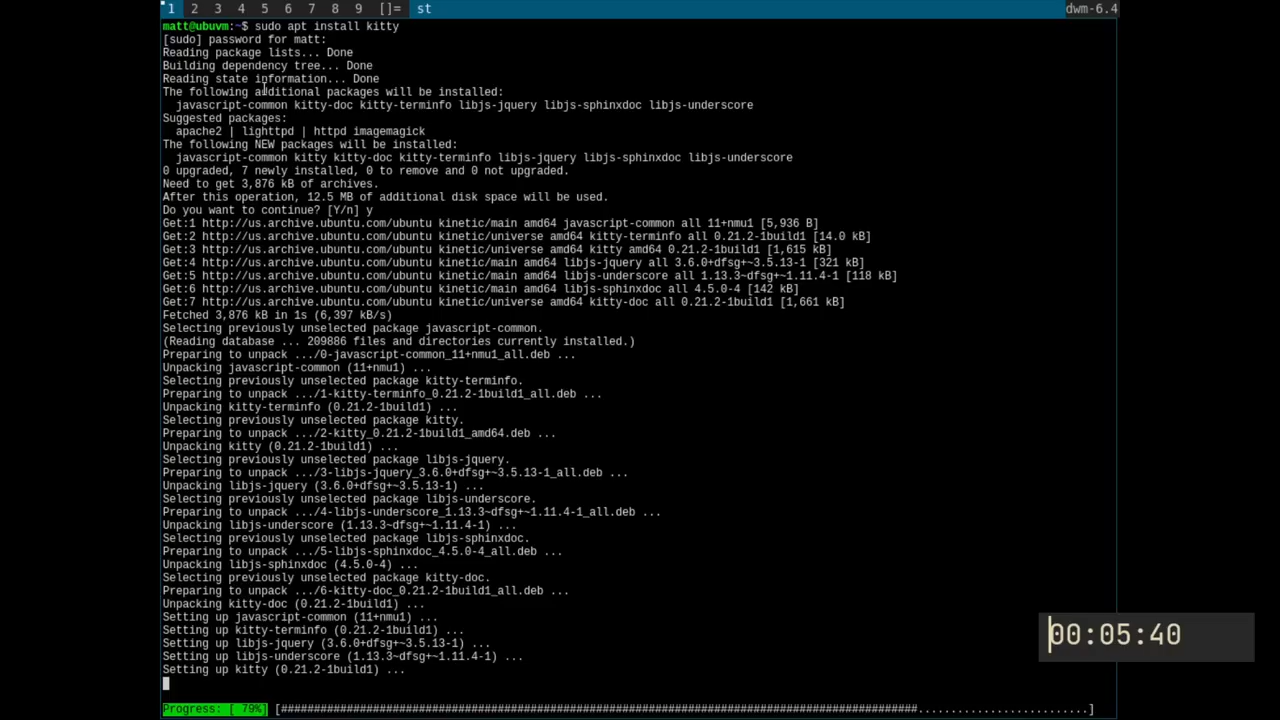 1 2 3 4 5 6 7 8 9 []= st dwm-6.4
matt@ubuvm:~$ sudo apt install kitty
[sudo] password for matt:
Reading package lists... Done
Building dependency tree... Done
Reading state information... Done
The following additional packages will be installed:
  javascript-common kitty-doc kitty-terminfo libjs-jquery libjs-sphinxdoc libjs-underscore
Suggested packages:
  apache2 | lighttpd | httpd imagemagick
The following NEW packages will be installed:
  javascript-common kitty kitty-doc kitty-terminfo libjs-jquery libjs-sphinxdoc libjs-underscore
0 upgraded, 7 newly installed, 0 to remove and 0 not upgraded.
Need to get 3,876 kB of archives.
After this operation, 12.5 MB of additional disk space will be used.
Do you want to continue? [Y/n] y
Get:1 http://us.archive.ubuntu.com/ubuntu kinetic/main amd64 javascript-common all 11+nmu1 [5,936 B]
Get:2 http://us.archive.ubuntu.com/ubuntu kinetic/universe amd64 kitty-terminfo all 0.21.2-1build1 [14.0 kB]
Get:3 http://us.archive.ubuntu.com/ubuntu kinetic/universe amd64 kitty amd64 0.21.2-1build1 [1,615 kB]
Get:4 http://us.archive.ubuntu.com/ubuntu kinetic/main amd64 libjs-jquery all 3.6.0+dfsg+~3.5.13-1 [321 kB]
Get:5 http://us.archive.ubuntu.com/ubuntu kinetic/main amd64 libjs-underscore all 1.13.3~dfsg+~1.11.4-1 [118 kB]
Get:6 http://us.archive.ubuntu.com/ubuntu kinetic/main amd64 libjs-sphinxdoc all 4.5.0-4 [142 kB]
Get:7 http://us.archive.ubuntu.com/ubuntu kinetic/universe amd64 kitty-doc all 0.21.2-1build1 [1,661 kB]
Fetched 3,876 kB in 1s (6,397 kB/s)
Selecting previously unselected package javascript-common.
(Reading database ... 209886 files and directories currently installed.)
Preparing to unpack .../0-javascript-common_11+nmu1_all.deb ...
Unpacking javascript-common (11+nmu1) ...
Selecting previously unselected package kitty-terminfo.
Preparing to unpack .../1-kitty-terminfo_0.21.2-1build1_all.deb ...
Unpacking kitty-terminfo (0.21.2-1build1) ...
Selecting previously unselected package kitty.
Preparing to unpack .../2-kitty_0.21.2-1build1_amd64.deb ...
Unpacking kitty (0.21.2-1build1) ...
Selecting previously unselected package libjs-jquery.
Preparing to unpack .../3-libjs-jquery_3.6.0+dfsg+~3.5.13-1_all.deb ...
Unpacking libjs-jquery (3.6.0+dfsg+~3.5.13-1) ...
Selecting previously unselected package libjs-underscore.
Preparing to unpack .../4-libjs-underscore_1.13.3~dfsg+~1.11.4-1_all.deb ...
Unpacking libjs-underscore (1.13.3~dfsg+~1.11.4-1) ...
Selecting previously unselected package libjs-sphinxdoc.
Preparing to unpack .../5-libjs-sphinxdoc_4.5.0-4_all.deb ...
Unpacking libjs-sphinxdoc (4.5.0-4) ...
Selecting previously unselected package kitty-doc.
Preparing to unpack .../6-kitty-doc_0.21.2-1build1_all.deb ...
Unpacking kitty-doc (0.21.2-1build1) ...
Setting up javascript-common (11+nmu1) ...
Setting up kitty-terminfo (0.21.2-1build1) ...
00:05:40
Setting up libjs-jquery (3.6.0+dfsg+~3.5.13-1) ...
Setting up libjs-underscore (1.13.3~dfsg+~1.11.4-1) ...
Setting up kitty (0.21.2-1build1) ...
Progress: [ 79%] [#################################################################################################..........................]